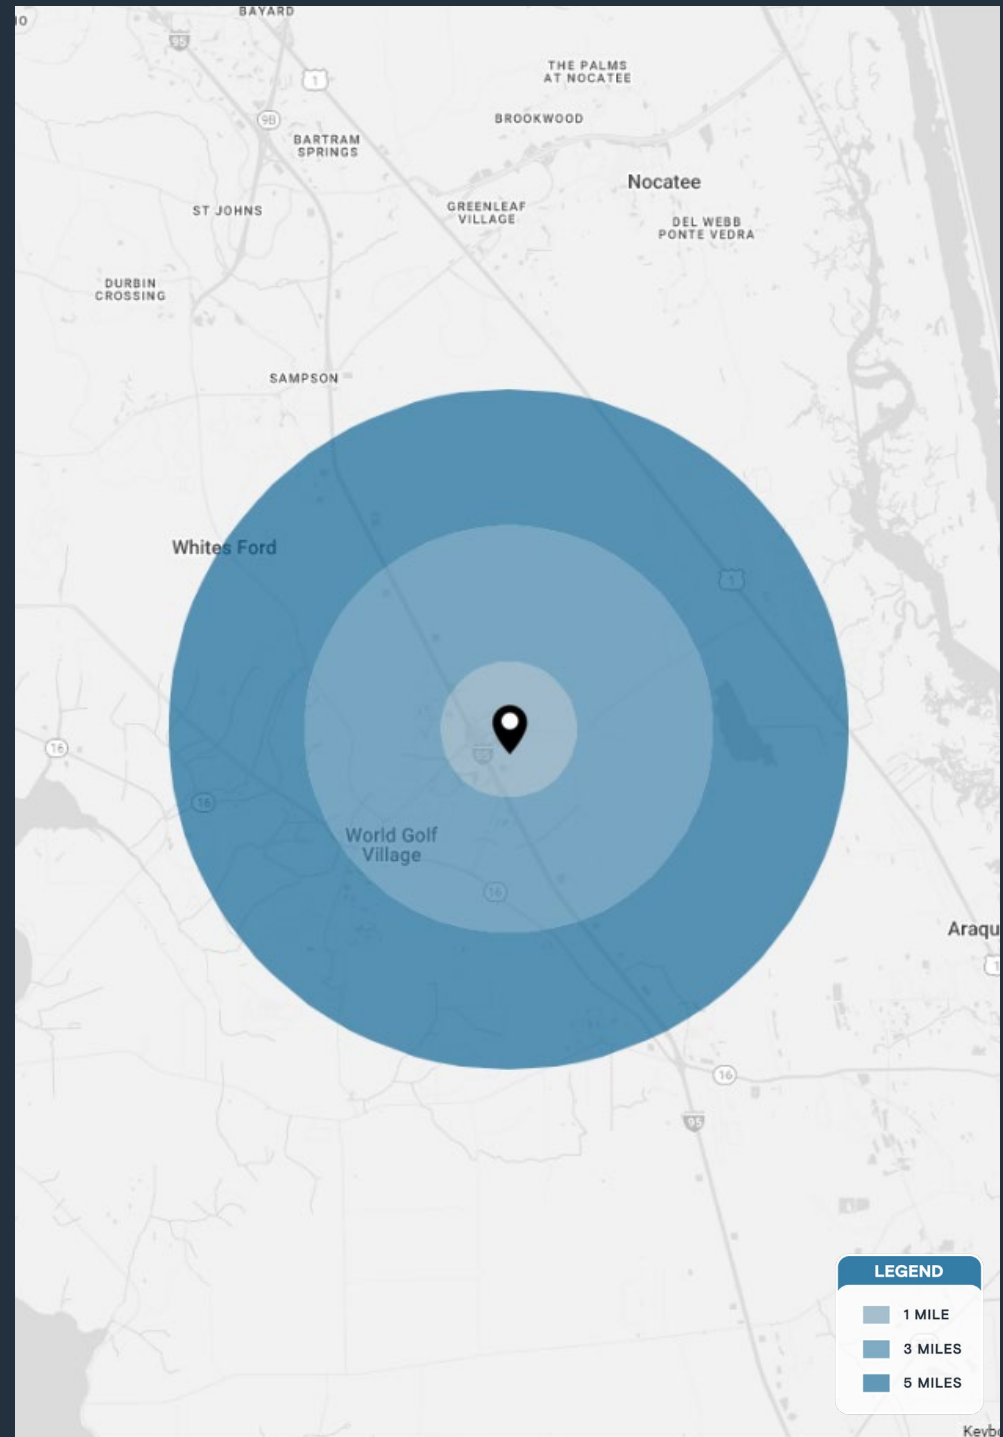 BAYARD
95
1
THE PALMS
AT NOCATEE
9B
BROOKWOOD
BARTRAM
SPRINGS
Nocatee
ST JOHNS
GREENLEAF
VILLAGE
DEL WEBB
PONTE VEDRA
DURBIN
CROSSING
SAMPSON
Whites Ford
1
16
95
16
World Golf
Village
16
Araqu
1
16
95
LEGEND
1 MILE
3 MILES
5 MILES